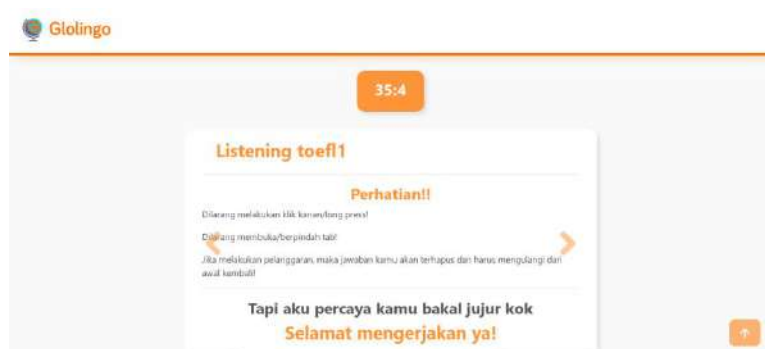 Glolingo
35:4
Listening toefl1
Perhatian!!
Dilarang melakukan klik kanan/long press!
Dilarang membuka/berpindah tab!
Jika melakukan pelanggaran, maka jawaban kamu akan terhapus dan harus mengulangi dari
awal kembali!
Tapi aku percaya kamu bakal jujur kok
Selamat mengerjakan ya!